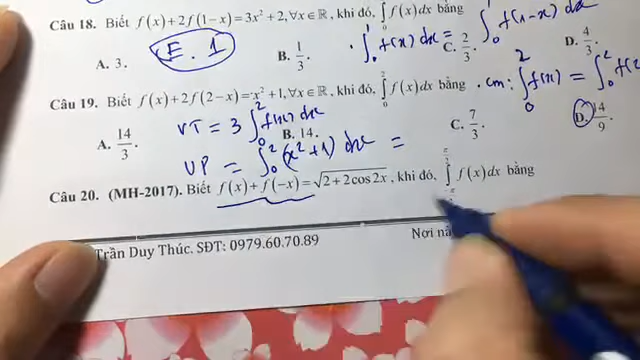 Câu 18. Biết f(x)+2f(1-x)=3x²+2,∀x∈ℝ, khi đó, ∫₀ f(x)dx bằng ∫₀¹ f(1-x) dx
A. 3. E. 1 B. 1/3. ∫₀¹ f(x) dx = C. 2/3. D. 4/3.
Câu 19. Biết f(x)+2f(2-x)=x²+1,∀x∈ℝ, khi đó, ∫₀² f(x)dx bằng . cm: ∫₀² f(x) = ∫₀² f(2
VT = 3 ∫₀² f(x) dx
A. 14/3. B. 14. C. 7/3. D. 14/9.
VP = ∫₀² (x²+1) dx =
Câu 20. (MH-2017). Biết f(x)+f(-x)=√(2+2cos2x), khi đó, ∫ f(x)dx bằng
Trần Duy Thúc. SĐT: 0979.60.70.89 Nơi